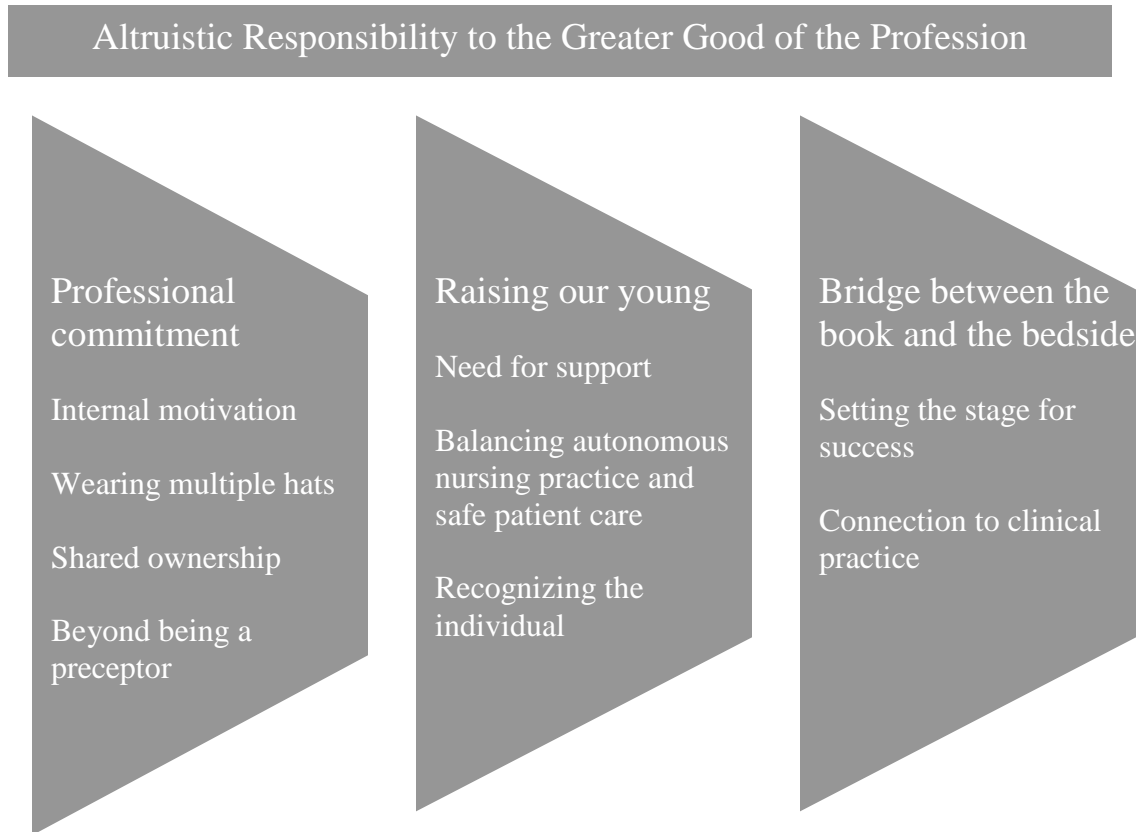 Altruistic Responsibility to the Greater Good of the Profession
Professional
commitment
Internal motivation
Wearing multiple hats
Shared ownership
Beyond being a
preceptor
Raising our young
Need for support
Balancing autonomous
nursing practice and
safe patient care
Recognizing the
individual
Bridge between the
book and the bedside
Setting the stage for
success
Connection to clinical
practice